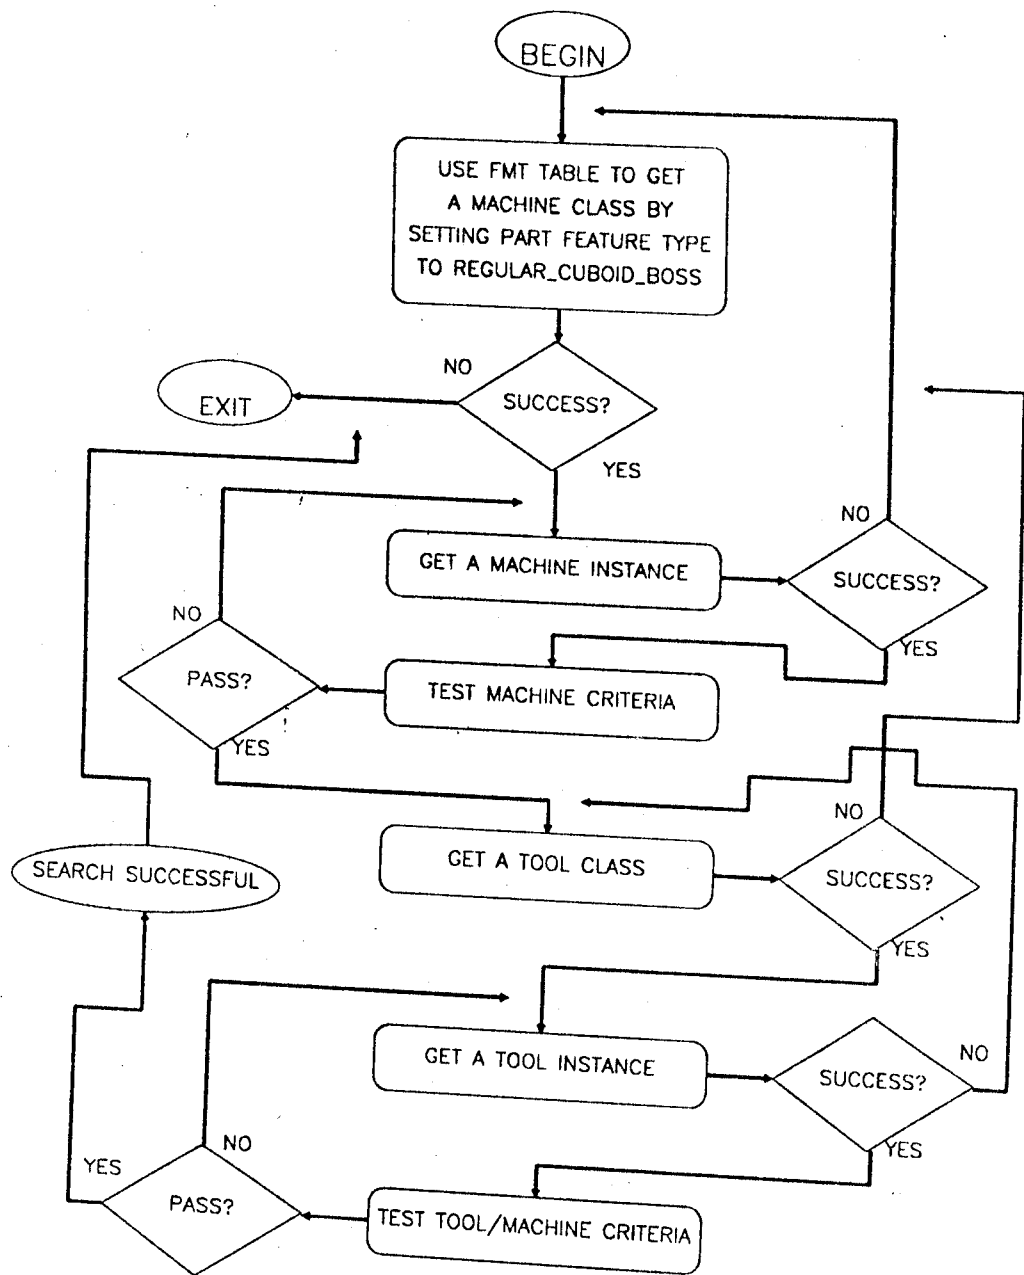 BEGIN
USE FMT TABLE TO GET
A MACHINE CLASS BY
SETTING PART FEATURE TYPE
TO REGULAR_CUBOID_BOSS
NO
SUCCESS?
EXIT
YES
GET A MACHINE INSTANCE
NO
SUCCESS?
YES
TEST MACHINE CRITERIA
NO
PASS?
YES
GET A TOOL CLASS
NO
SUCCESS?
YES
SEARCH SUCCESSFUL
GET A TOOL INSTANCE
NO
SUCCESS?
YES
TEST TOOL/MACHINE CRITERIA
NO
YES
PASS?